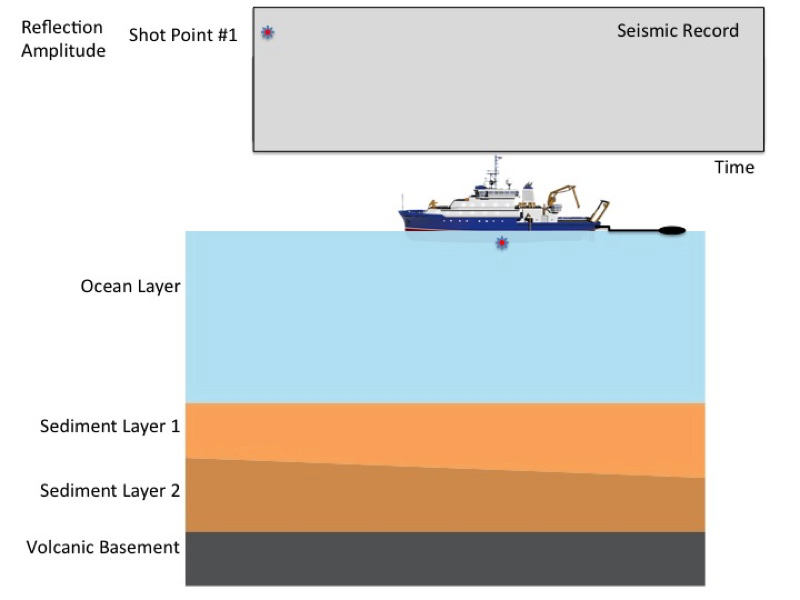 Reflection
Amplitude
Shot Point #1
Seismic Record
Time
Ocean Layer
Sediment Layer 1
Sediment Layer 2
Volcanic Basement